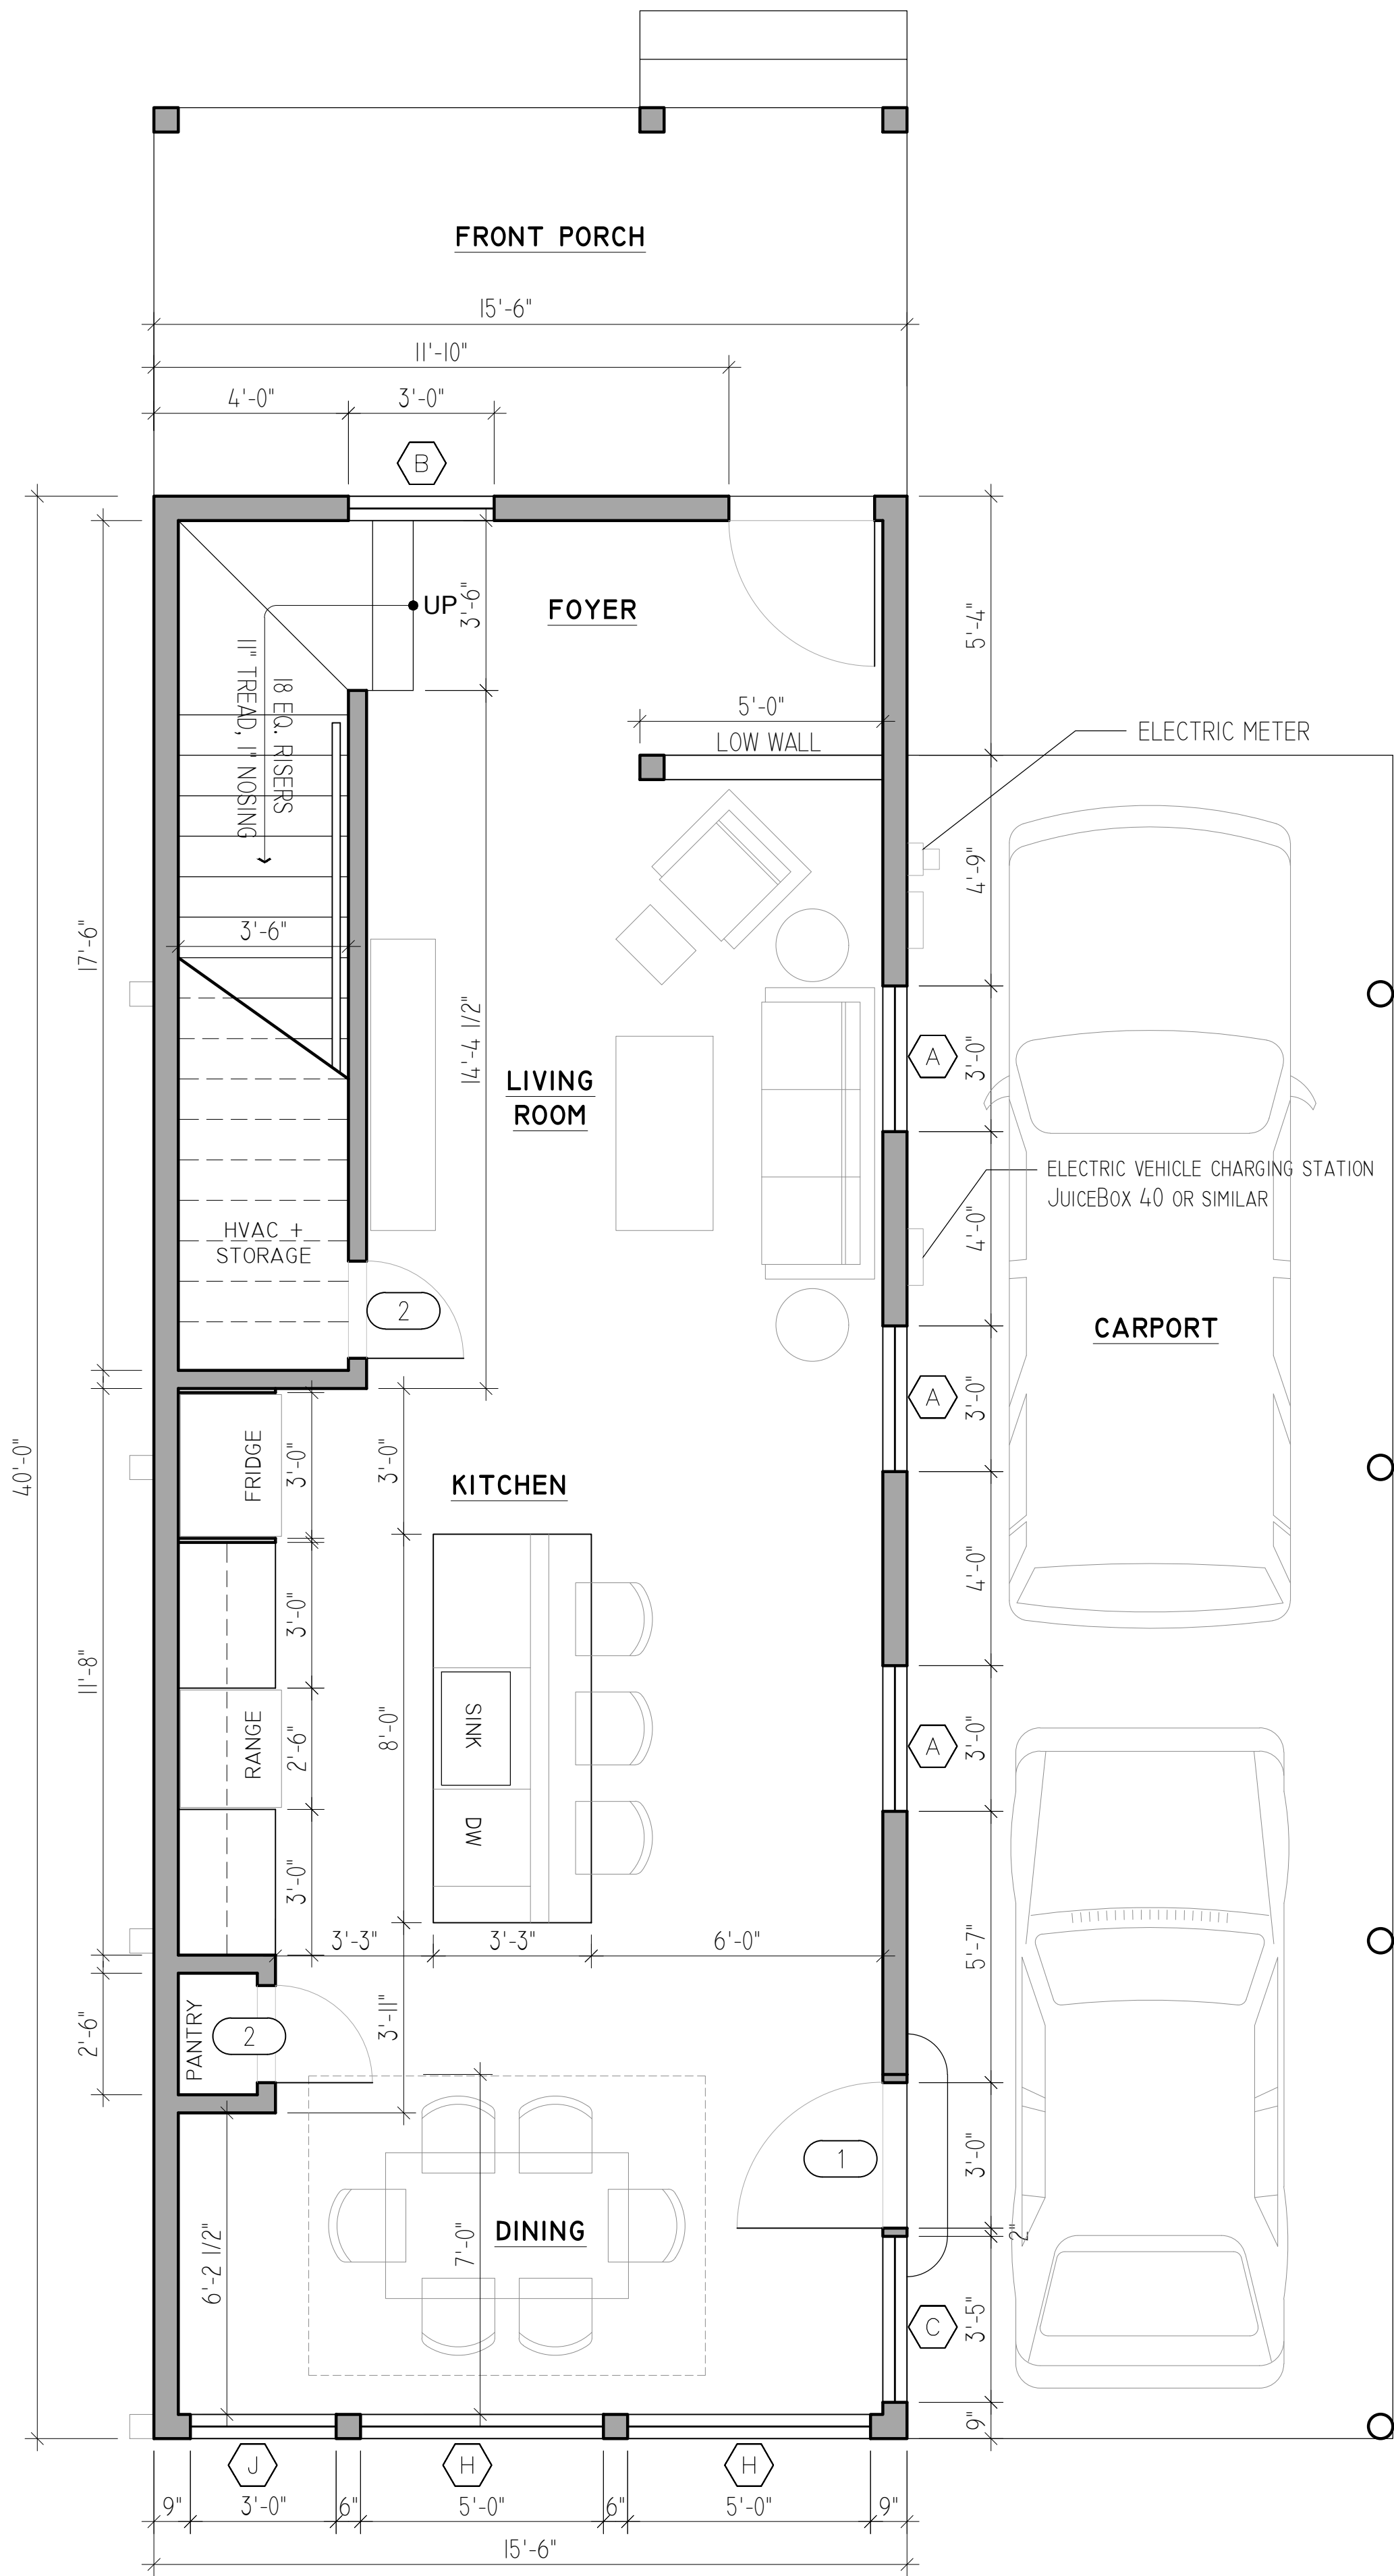 FRONT PORCH
15'-6"
11'-10"
4'-0"
3'-0"
B
UP
3'-6"
FOYER
5'-4"
18 EQ. RISERS
11" TREAD, 1" NOSING
5'-0"
LOW WALL
ELECTRIC METER
4'-9"
17'-6"
3'-6"
14'-4 1/2"
LIVING
ROOM
A
3'-0"
ELECTRIC VEHICLE CHARGING STATION
JUICEBOX 40 OR SIMILAR
4'-0"
HVAC +
STORAGE
2
CARPORT
A
3'-0"
40'-0"
FRIDGE
3'-0"
3'-0"
KITCHEN
4'-0"
3'-0"
11'-8"
RANGE
2'-6"
8'-0"
SINK
DW
A
3'-0"
3'-0"
3'-3"
3'-3"
6'-0"
5'-7"
2'-6"
PANTRY
2
3'-11"
1
3'-0"
6'-2 1/2"
7'-0"
DINING
2"
C
3'-5"
9"
J
H
H
9"
3'-0"
6"
5'-0"
6"
5'-0"
9"
15'-6"